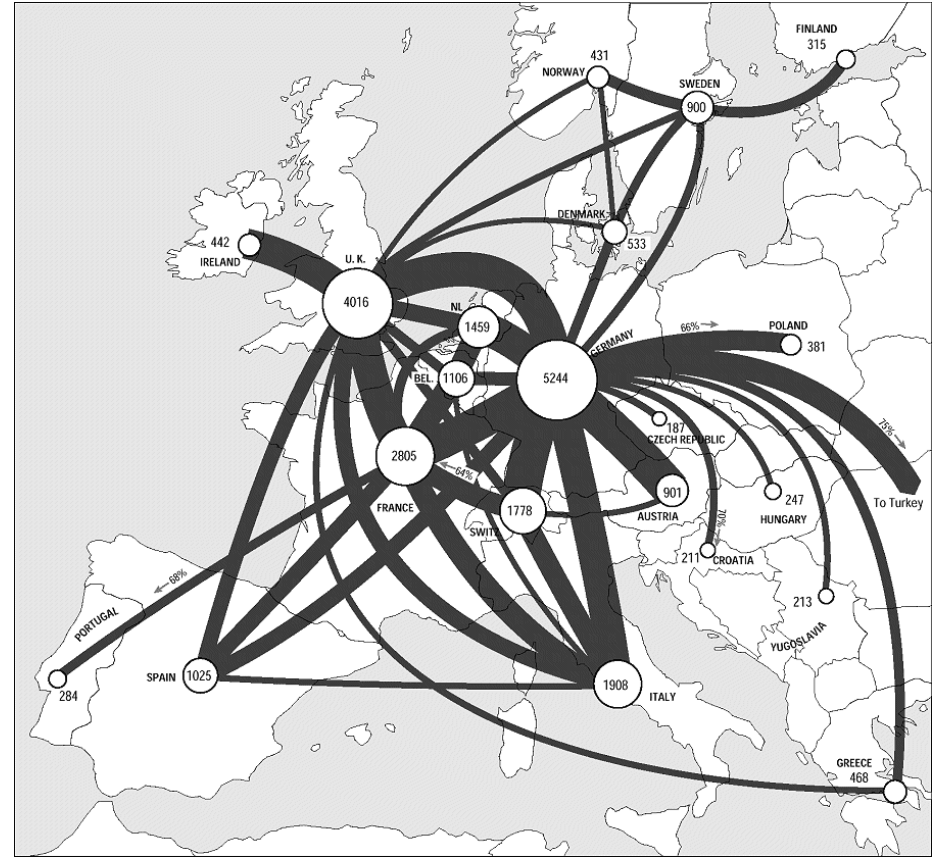 FINLAND
315
431
NORWAY
SWEDEN
900
DENMARK
533
442
IRELAND
U. K.
4016
NL.
1459
GERMANY
66%
POLAND
381
BEL.
1106
5244
187
CZECH REPUBLIC
75%
2805
64%
To Turkey
FRANCE
1778
SWITZ.
901
AUSTRIA
247
HUNGARY
70%
211
CROATIA
68%
213
YUGOSLAVIA
PORTUGAL
284
SPAIN
1025
1908
ITALY
GREECE
468